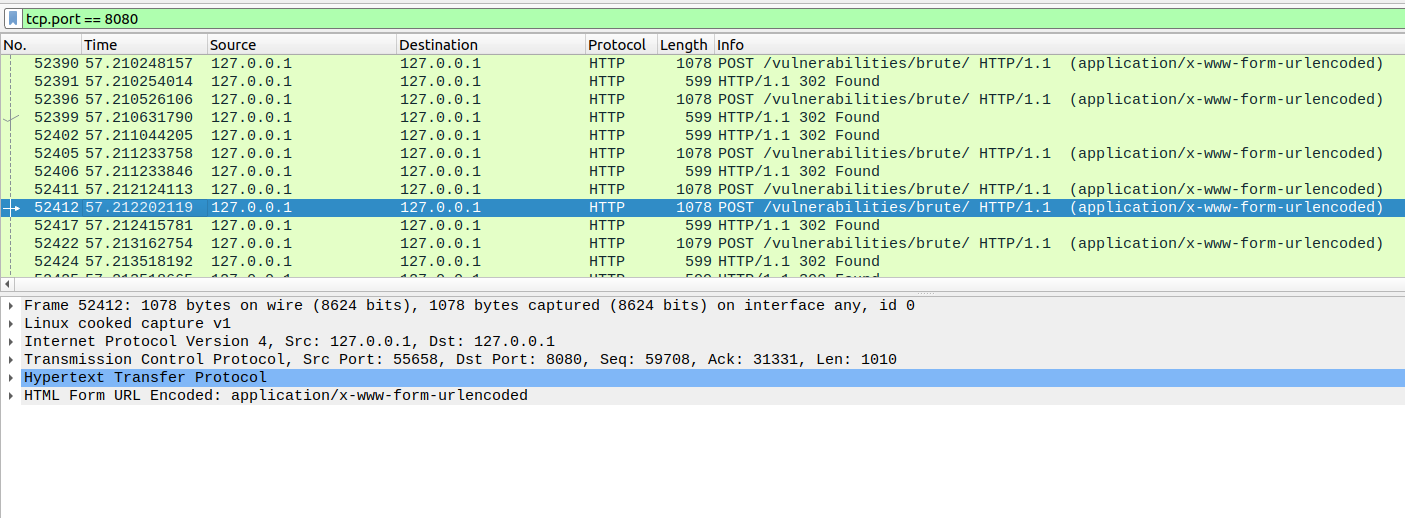 tcp.port == 8080
No. Time Source Destination Protocol Length Info
52390 57.210248157 127.0.0.1 127.0.0.1 HTTP 1078 POST /vulnerabilities/brute/ HTTP/1.1 (application/x-www-form-urlencoded)
52391 57.210254014 127.0.0.1 127.0.0.1 HTTP 599 HTTP/1.1 302 Found
52396 57.210526106 127.0.0.1 127.0.0.1 HTTP 1078 POST /vulnerabilities/brute/ HTTP/1.1 (application/x-www-form-urlencoded)
52399 57.210631790 127.0.0.1 127.0.0.1 HTTP 599 HTTP/1.1 302 Found
52402 57.211044205 127.0.0.1 127.0.0.1 HTTP 599 HTTP/1.1 302 Found
52405 57.211233758 127.0.0.1 127.0.0.1 HTTP 1078 POST /vulnerabilities/brute/ HTTP/1.1 (application/x-www-form-urlencoded)
52406 57.211233846 127.0.0.1 127.0.0.1 HTTP 599 HTTP/1.1 302 Found
52411 57.212124113 127.0.0.1 127.0.0.1 HTTP 1078 POST /vulnerabilities/brute/ HTTP/1.1 (application/x-www-form-urlencoded)
52412 57.212202119 127.0.0.1 127.0.0.1 HTTP 1078 POST /vulnerabilities/brute/ HTTP/1.1 (application/x-www-form-urlencoded)
52417 57.212415781 127.0.0.1 127.0.0.1 HTTP 599 HTTP/1.1 302 Found
52422 57.213162754 127.0.0.1 127.0.0.1 HTTP 1079 POST /vulnerabilities/brute/ HTTP/1.1 (application/x-www-form-urlencoded)
52424 57.213518192 127.0.0.1 127.0.0.1 HTTP 599 HTTP/1.1 302 Found
Frame 52412: 1078 bytes on wire (8624 bits), 1078 bytes captured (8624 bits) on interface any, id 0
Linux cooked capture v1
Internet Protocol Version 4, Src: 127.0.0.1, Dst: 127.0.0.1
Transmission Control Protocol, Src Port: 55658, Dst Port: 8080, Seq: 59708, Ack: 31331, Len: 1010
Hypertext Transfer Protocol
HTML Form URL Encoded: application/x-www-form-urlencoded